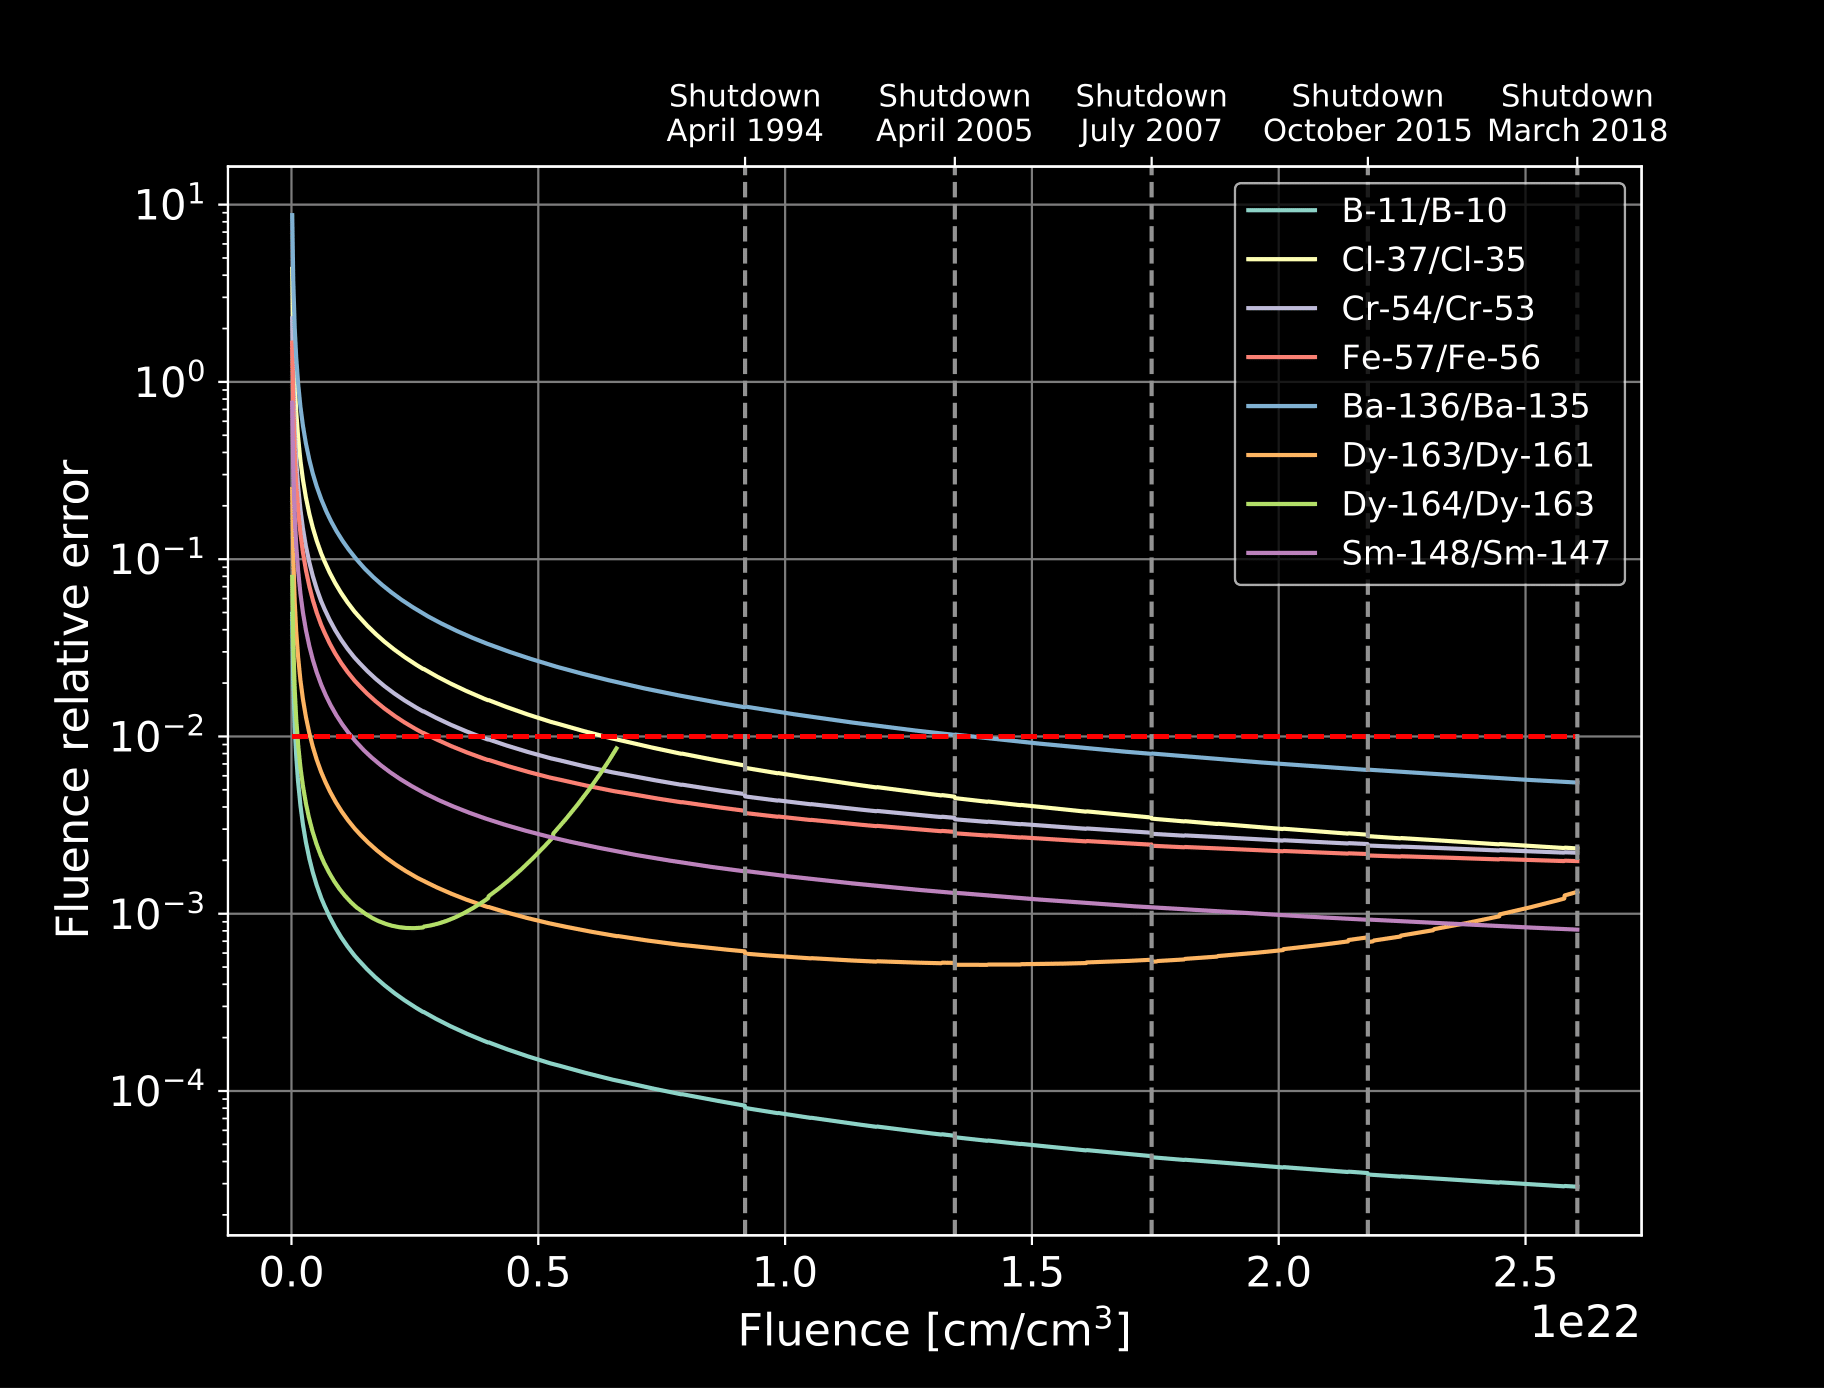 Shutdown
April 1994
Shutdown
April 2005
Shutdown
July 2007
Shutdown
October 2015
Shutdown
March 2018
Fluence relative error
10¹
10⁰
10⁻¹
10⁻²
10⁻³
10⁻⁴
B-11/B-10
Cl-37/Cl-35
Cr-54/Cr-53
Fe-57/Fe-56
Ba-136/Ba-135
Dy-163/Dy-161
Dy-164/Dy-163
Sm-148/Sm-147
0.0 0.5 1.0 1.5 2.0 2.5
Fluence [cm/cm³]
1e22